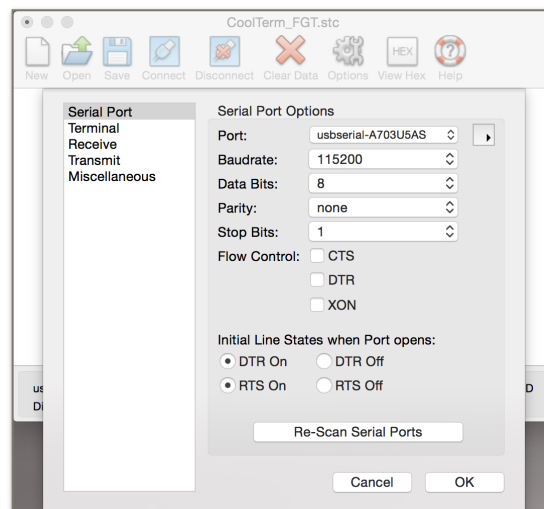 CoolTerm_FGT.stc
New Open Save Connect Disconnect Clear Data Options View Hex Help
HEX
Serial Port
Terminal
Receive
Transmit
Miscellaneous
Serial Port Options
Port: usbserial-A703U5AS
Baudrate: 115200
Data Bits: 8
Parity: none
Stop Bits: 1
Flow Control: CTS
DTR
XON
Initial Line States when Port opens:
DTR On DTR Off
RTS On RTS Off
Re-Scan Serial Ports
Cancel OK
us
Di
D